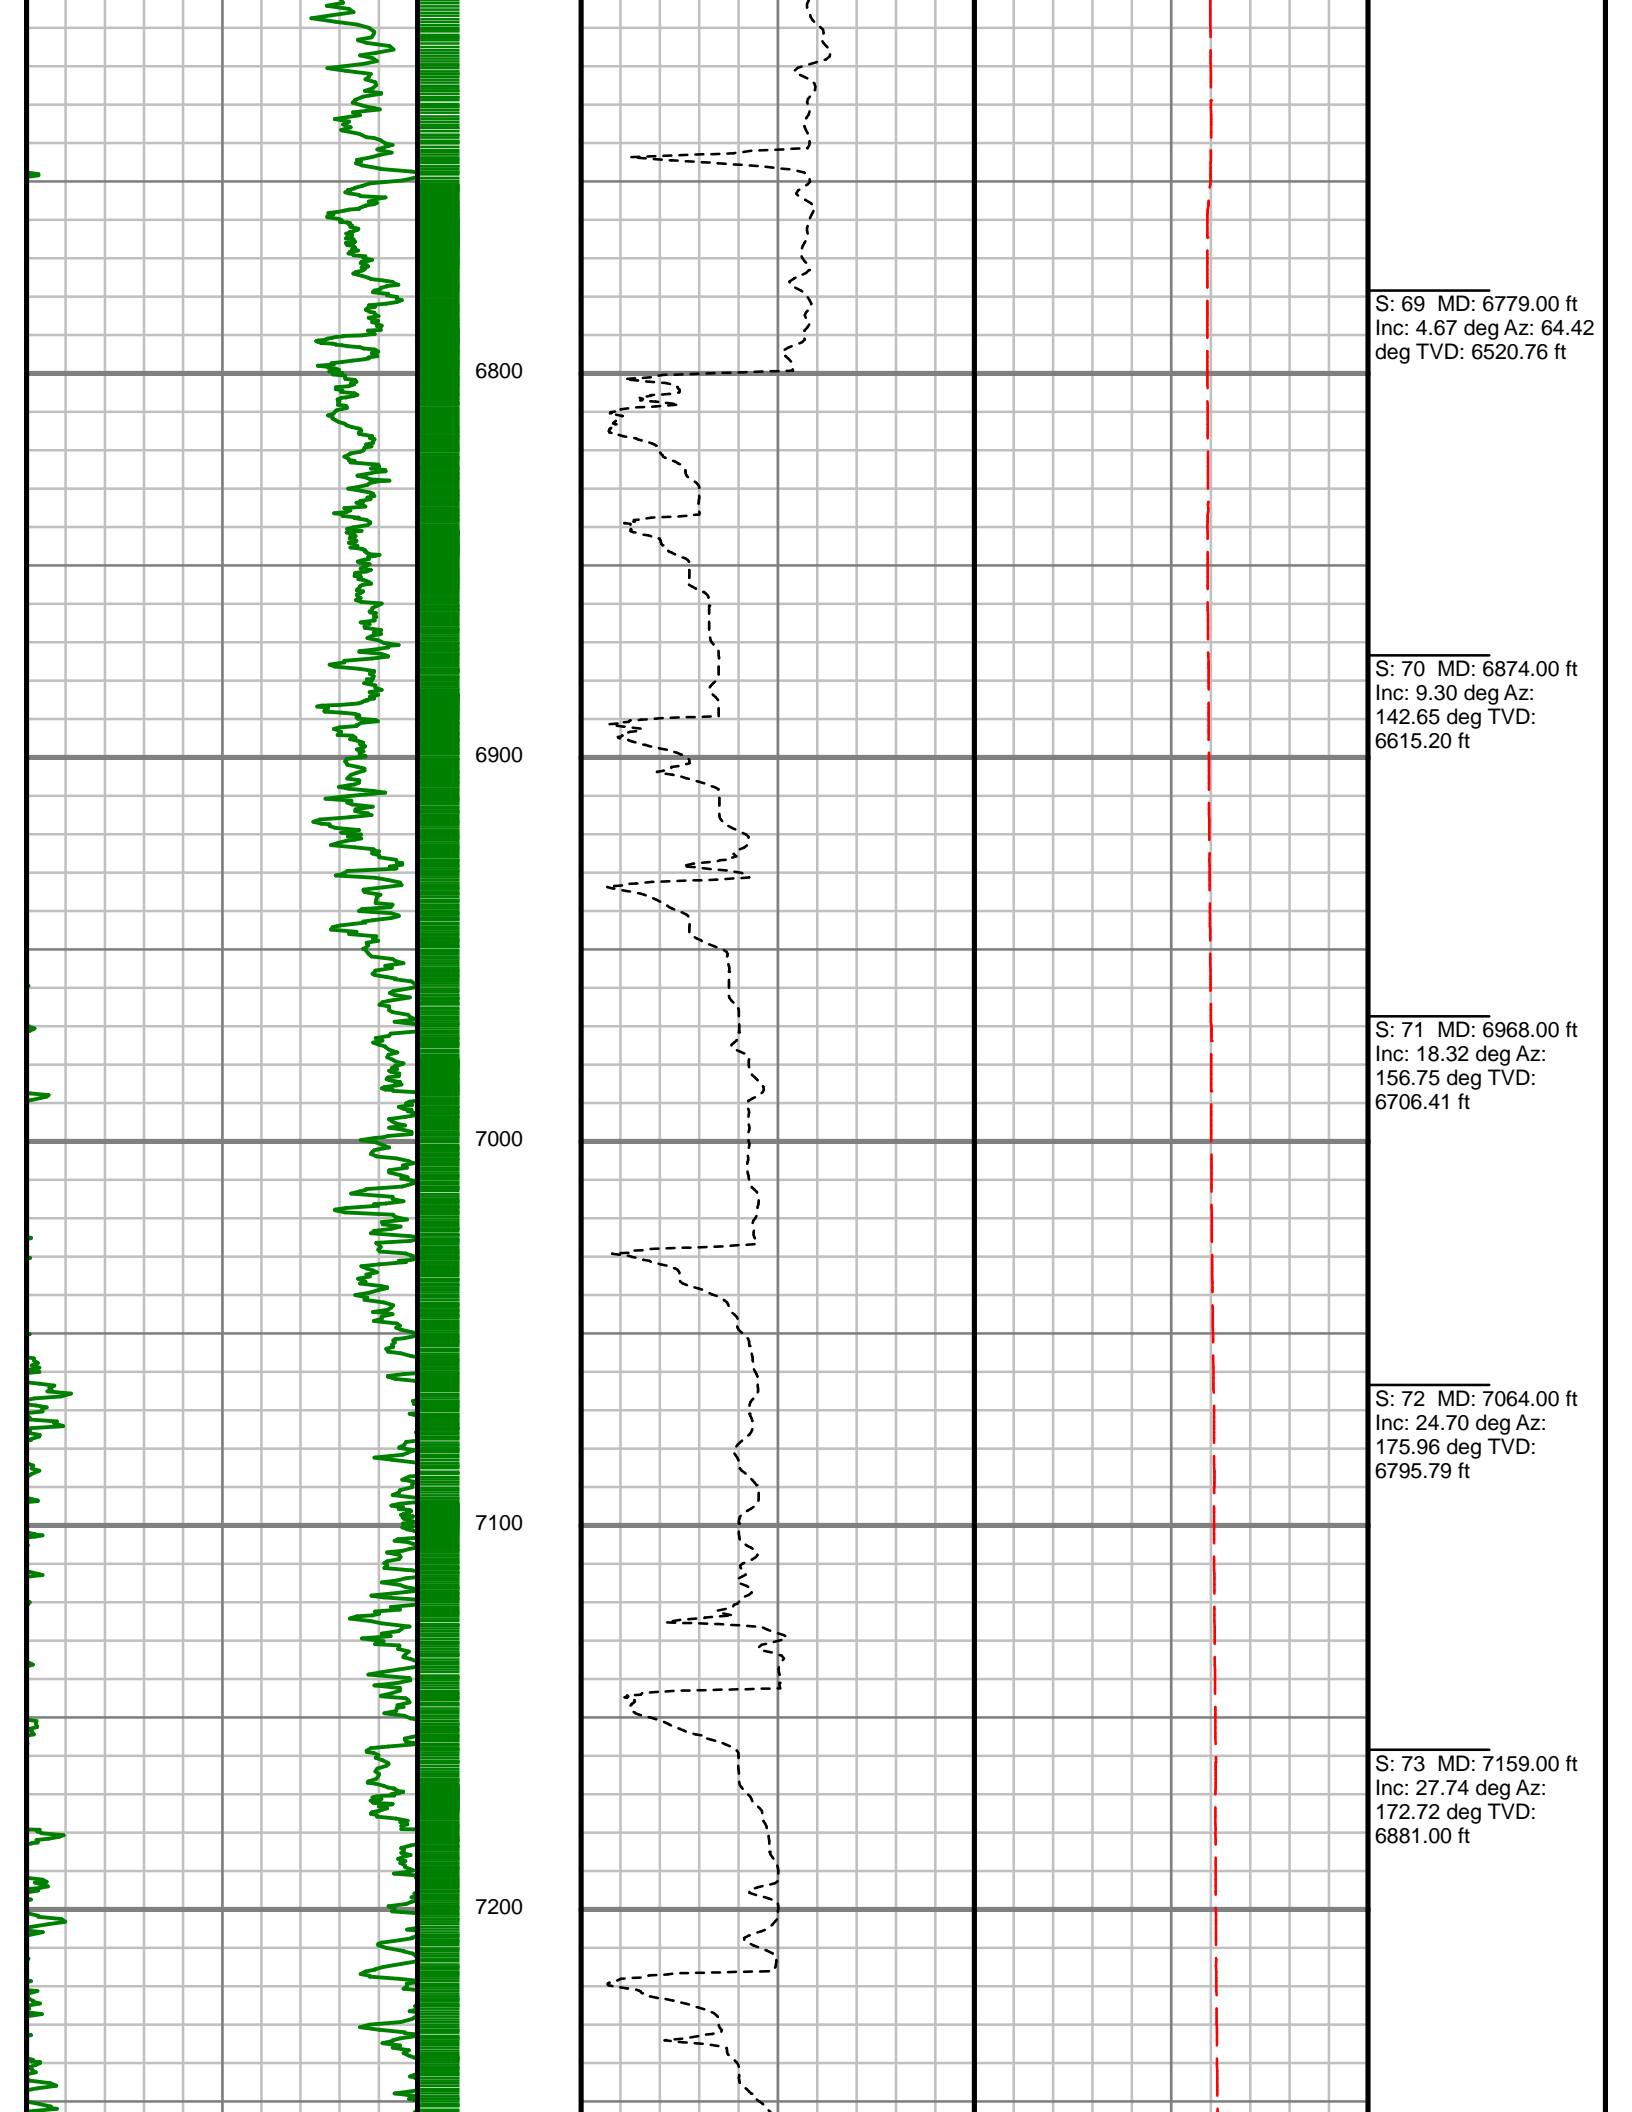 S: 69 MD: 6779.00 ft
Inc: 4.67 deg Az: 64.42
deg TVD: 6520.76 ft
6800
S: 70 MD: 6874.00 ft
Inc: 9.30 deg Az:
142.65 deg TVD:
6615.20 ft
6900
S: 71 MD: 6968.00 ft
Inc: 18.32 deg Az:
156.75 deg TVD:
6706.41 ft
7000
S: 72 MD: 7064.00 ft
Inc: 24.70 deg Az:
175.96 deg TVD:
6795.79 ft
7100
S: 73 MD: 7159.00 ft
Inc: 27.74 deg Az:
172.72 deg TVD:
6881.00 ft
7200